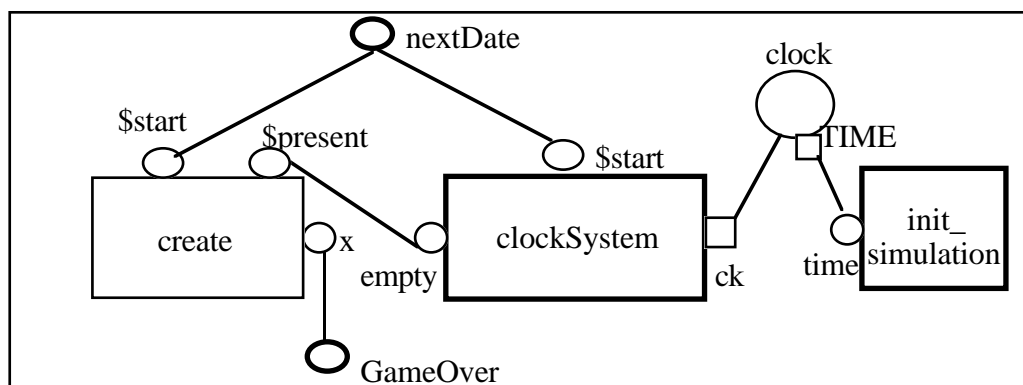 nextDate
clock
$start
$present
TIME
$start
create
x
clockSystem
init_
simulation
empty
ck
time
GameOver